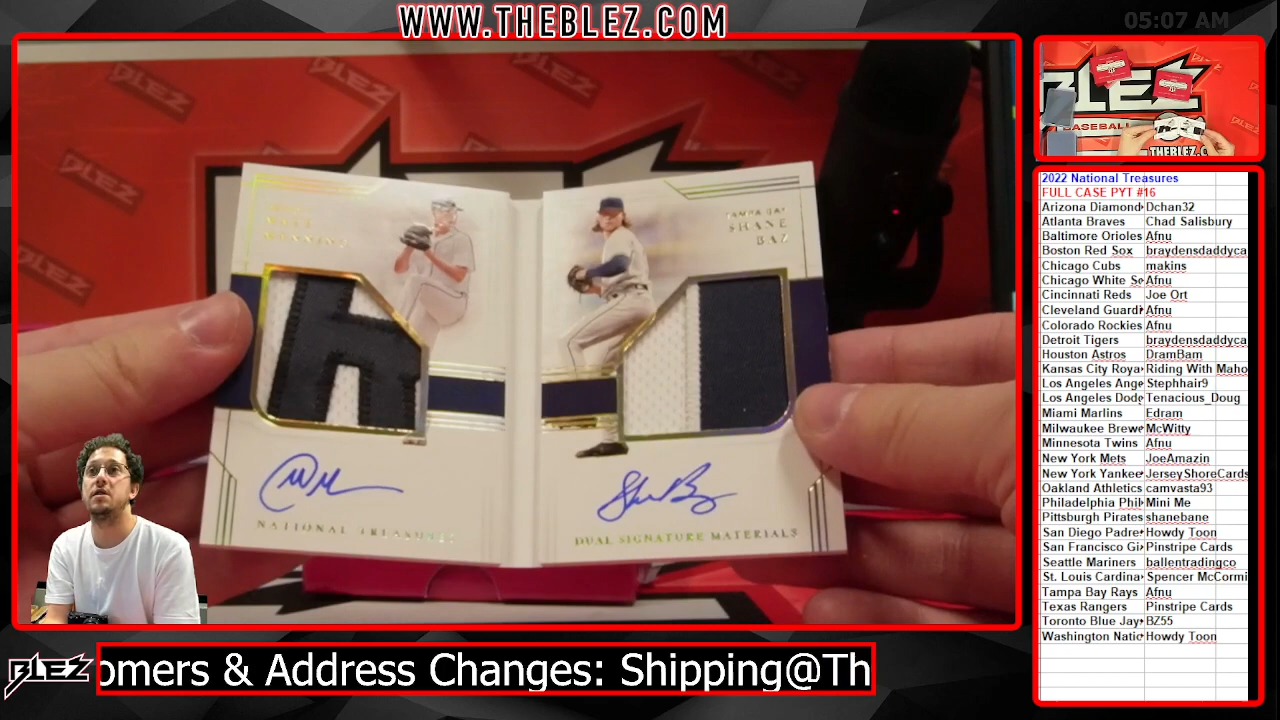 WWW.THEBLEZ.COM
05:07 AM
BLEZ
BLEZ
SHANE
BAZ
NATIONAL TREASURES
DUAL SIGNATURE MATERIALS
BASEBALL
THEBLEZ.C
2022 National Treasures
FULL CASE PYT #16
Arizona Diamond Dchan32
Atlanta Braves Chad Salisbury
Baltimore Orioles Afnu
Boston Red Sox braydensdaddyca
Chicago Cubs makins
Chicago White So Afnu
Cincinnati Reds Joe Ort
Cleveland Guardi Afnu
Colorado Rockies Afnu
Detroit Tigers braydensdaddyca
Houston Astros DramBam
Kansas City Roya Riding With Maho
Los Angeles Ange Stephhair9
Los Angeles Dodg Tenacious_Doug
Miami Marlins Edram
Milwaukee Brewe McWitty
Minnesota Twins Afnu
New York Mets JoeAmazin
New York Yankee JerseyShoreCards
Oakland Athletics camvasta93
Philadelphia Phil Mini Me
Pittsburgh Pirates shanebane
San Diego Padre Howdy Toon
San Francisco Gi Pinstripe Cards
Seattle Mariners ballentradingco
St. Louis Cardina Spencer McCormi
Tampa Bay Rays Afnu
Texas Rangers Pinstripe Cards
Toronto Blue Jay BZ55
Washington Natio Howdy Toon
BLEZ
omers & Address Changes: Shipping@Th